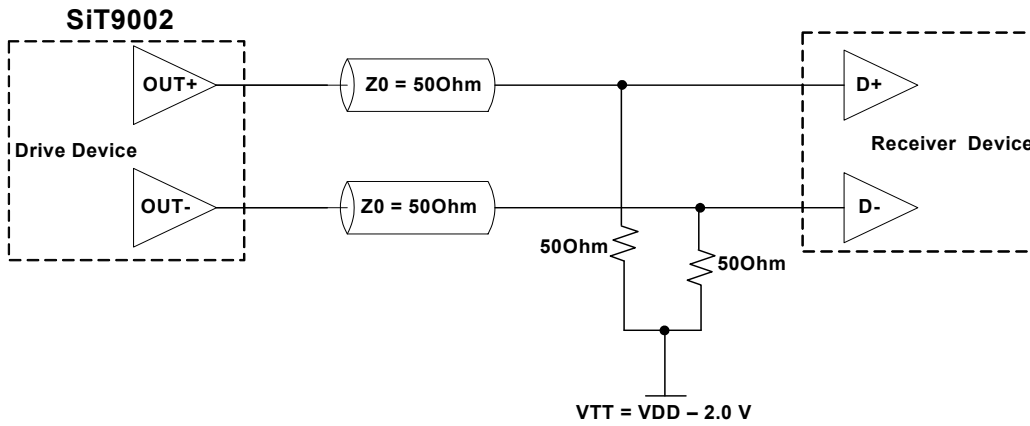 SiT9002
OUT+
Z0 = 50Ohm
D+
Drive Device
Receiver Device
OUT-
Z0 = 50Ohm
D-
50Ohm
50Ohm
VTT = VDD – 2.0 V